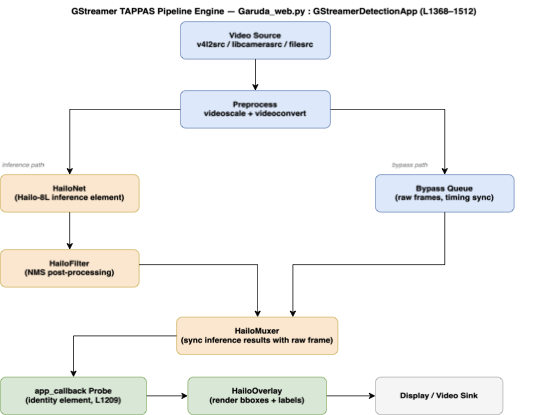 GStreamer TAPPAS Pipeline Engine — Garuda_web.py : GStreamerDetectionApp (L1368–1512)
Video Source
v4l2src / libcamerasrc / filesrc
Preprocess
videoscale + videoconvert
inference path
bypass path
HailoNet
(Hailo-8L inference element)
Bypass Queue
(raw frames, timing sync)
HailoFilter
(NMS post-processing)
HailoMuxer
(sync inference results with raw frame)
app_callback Probe
(identity element, L1209)
HailoOverlay
(render bboxes + labels)
Display / Video Sink